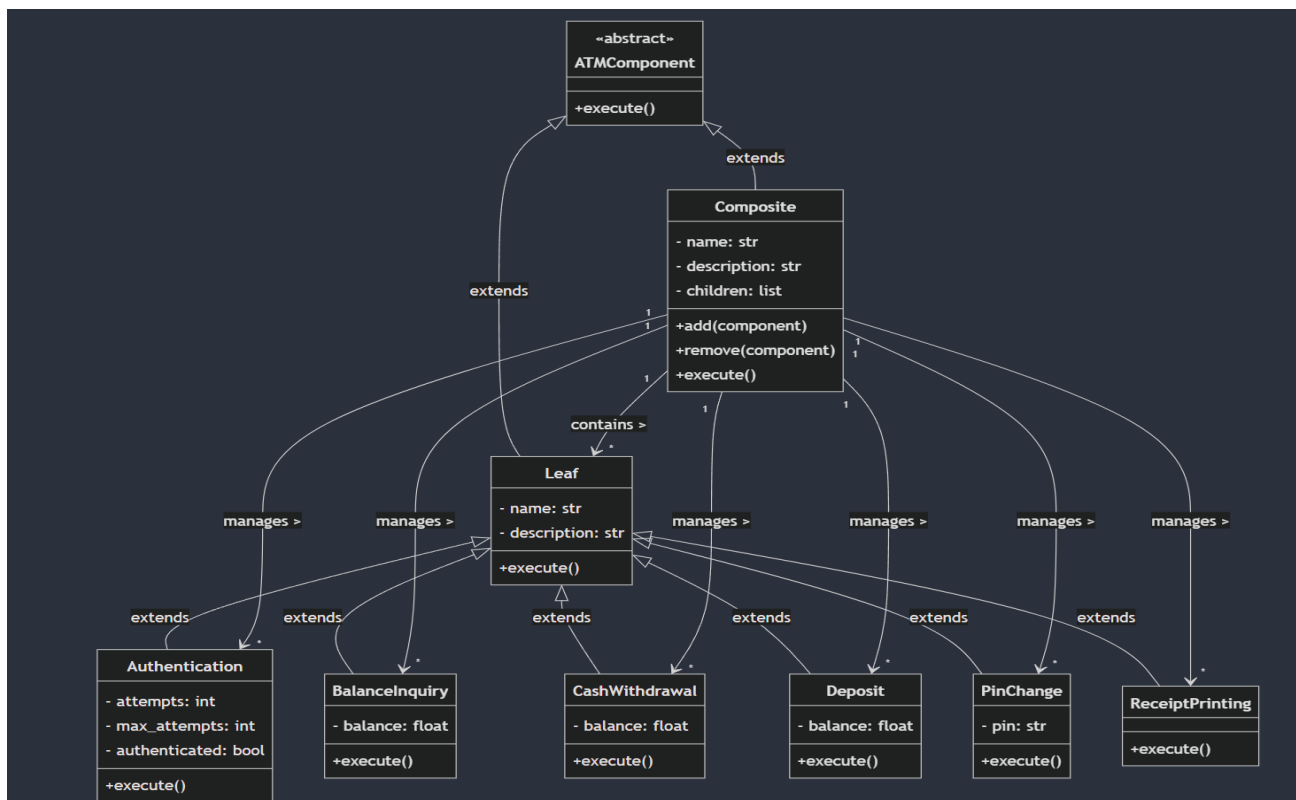 «abstract»
ATMComponent
+execute()
extends
Composite
- name: str
- description: str
- children: list
+add(component)
+remove(component)
+execute()
extends
1
1
1
1
1
1
1
contains >
*
Leaf
- name: str
- description: str
+execute()
manages >
manages >
manages >
manages >
manages >
manages >
extends
extends
extends
extends
extends
extends
*
*
*
*
*
*
Authentication
- attempts: int
- max_attempts: int
- authenticated: bool
+execute()
BalanceInquiry
- balance: float
+execute()
CashWithdrawal
- balance: float
+execute()
Deposit
- balance: float
+execute()
PinChange
- pin: str
+execute()
ReceiptPrinting
+execute()